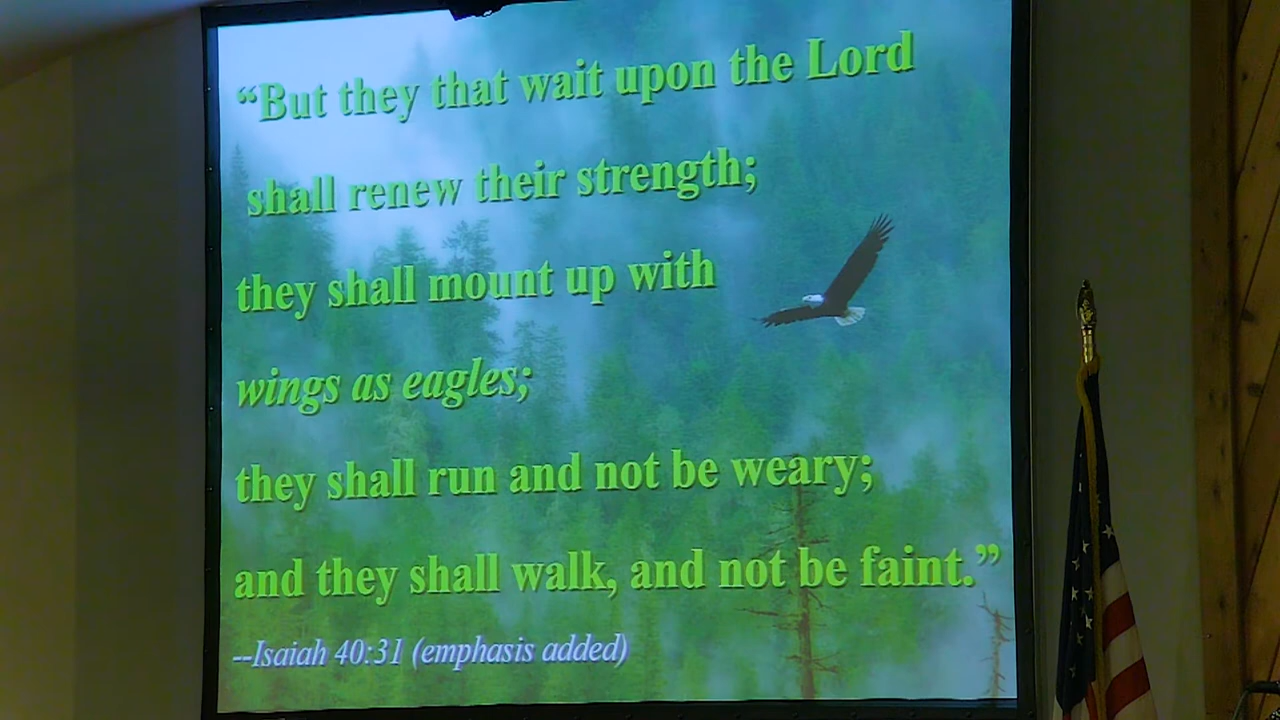 “But they that wait upon the Lord
shall renew their strength;
they shall mount up with
wings as eagles;
they shall run and not be weary;
and they shall walk, and not be faint.”
--Isaiah 40:31 (emphasis added)